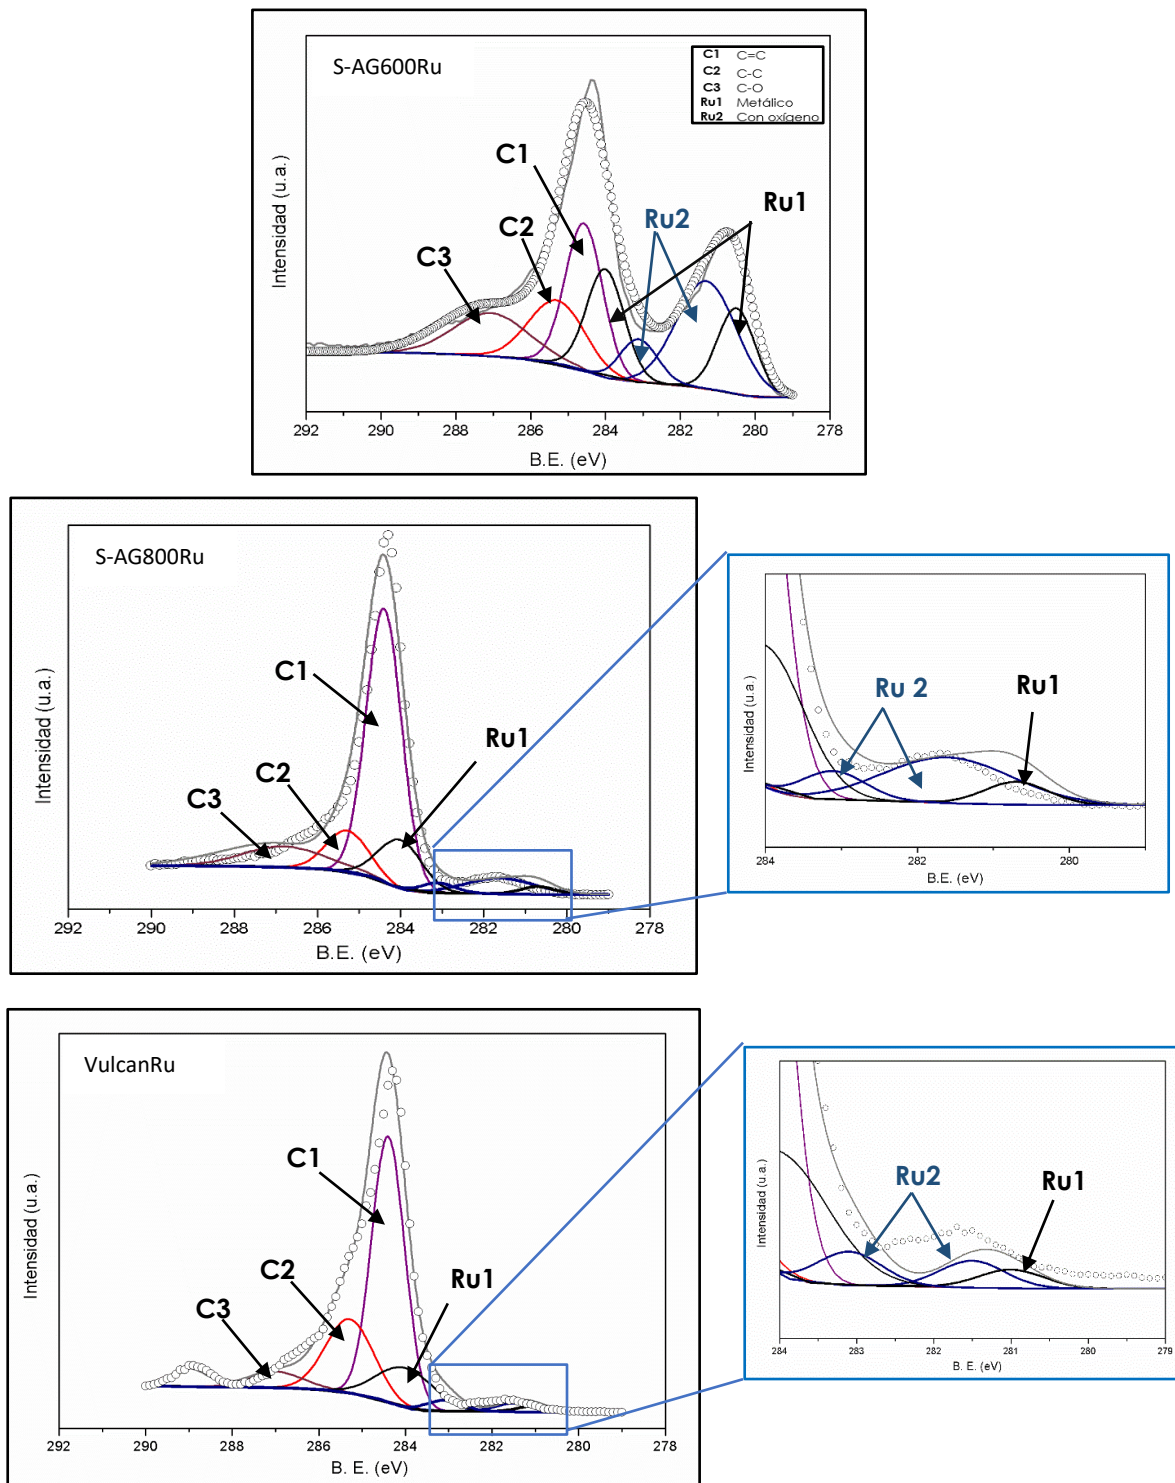 S-AG600Ru
C1 C=C
C2 C-C
C3 C-O
Ru1 Metálico
Ru2 Con oxígeno
C1
Ru1
Ru2
C2
C3
Intensidad (u.a.)
292 290 288 286 284 282 280 278
B.E. (eV)
S-AG800Ru
C1
Ru1
C2
C3
Intensidad (u.a.)
292 290 288 286 284 282 280 278
B.E. (eV)
Ru 2
Ru1
Intensidad (u.a.)
284 282 280
B.E. (eV)
VulcanRu
C1
C2
Ru1
C3
Intensidad (u.a.)
292 290 288 286 284 282 280 278
B. E. (eV)
Ru2
Ru1
Intensidad (u.a.)
284 283 282 281 280 279
B. E. (eV)